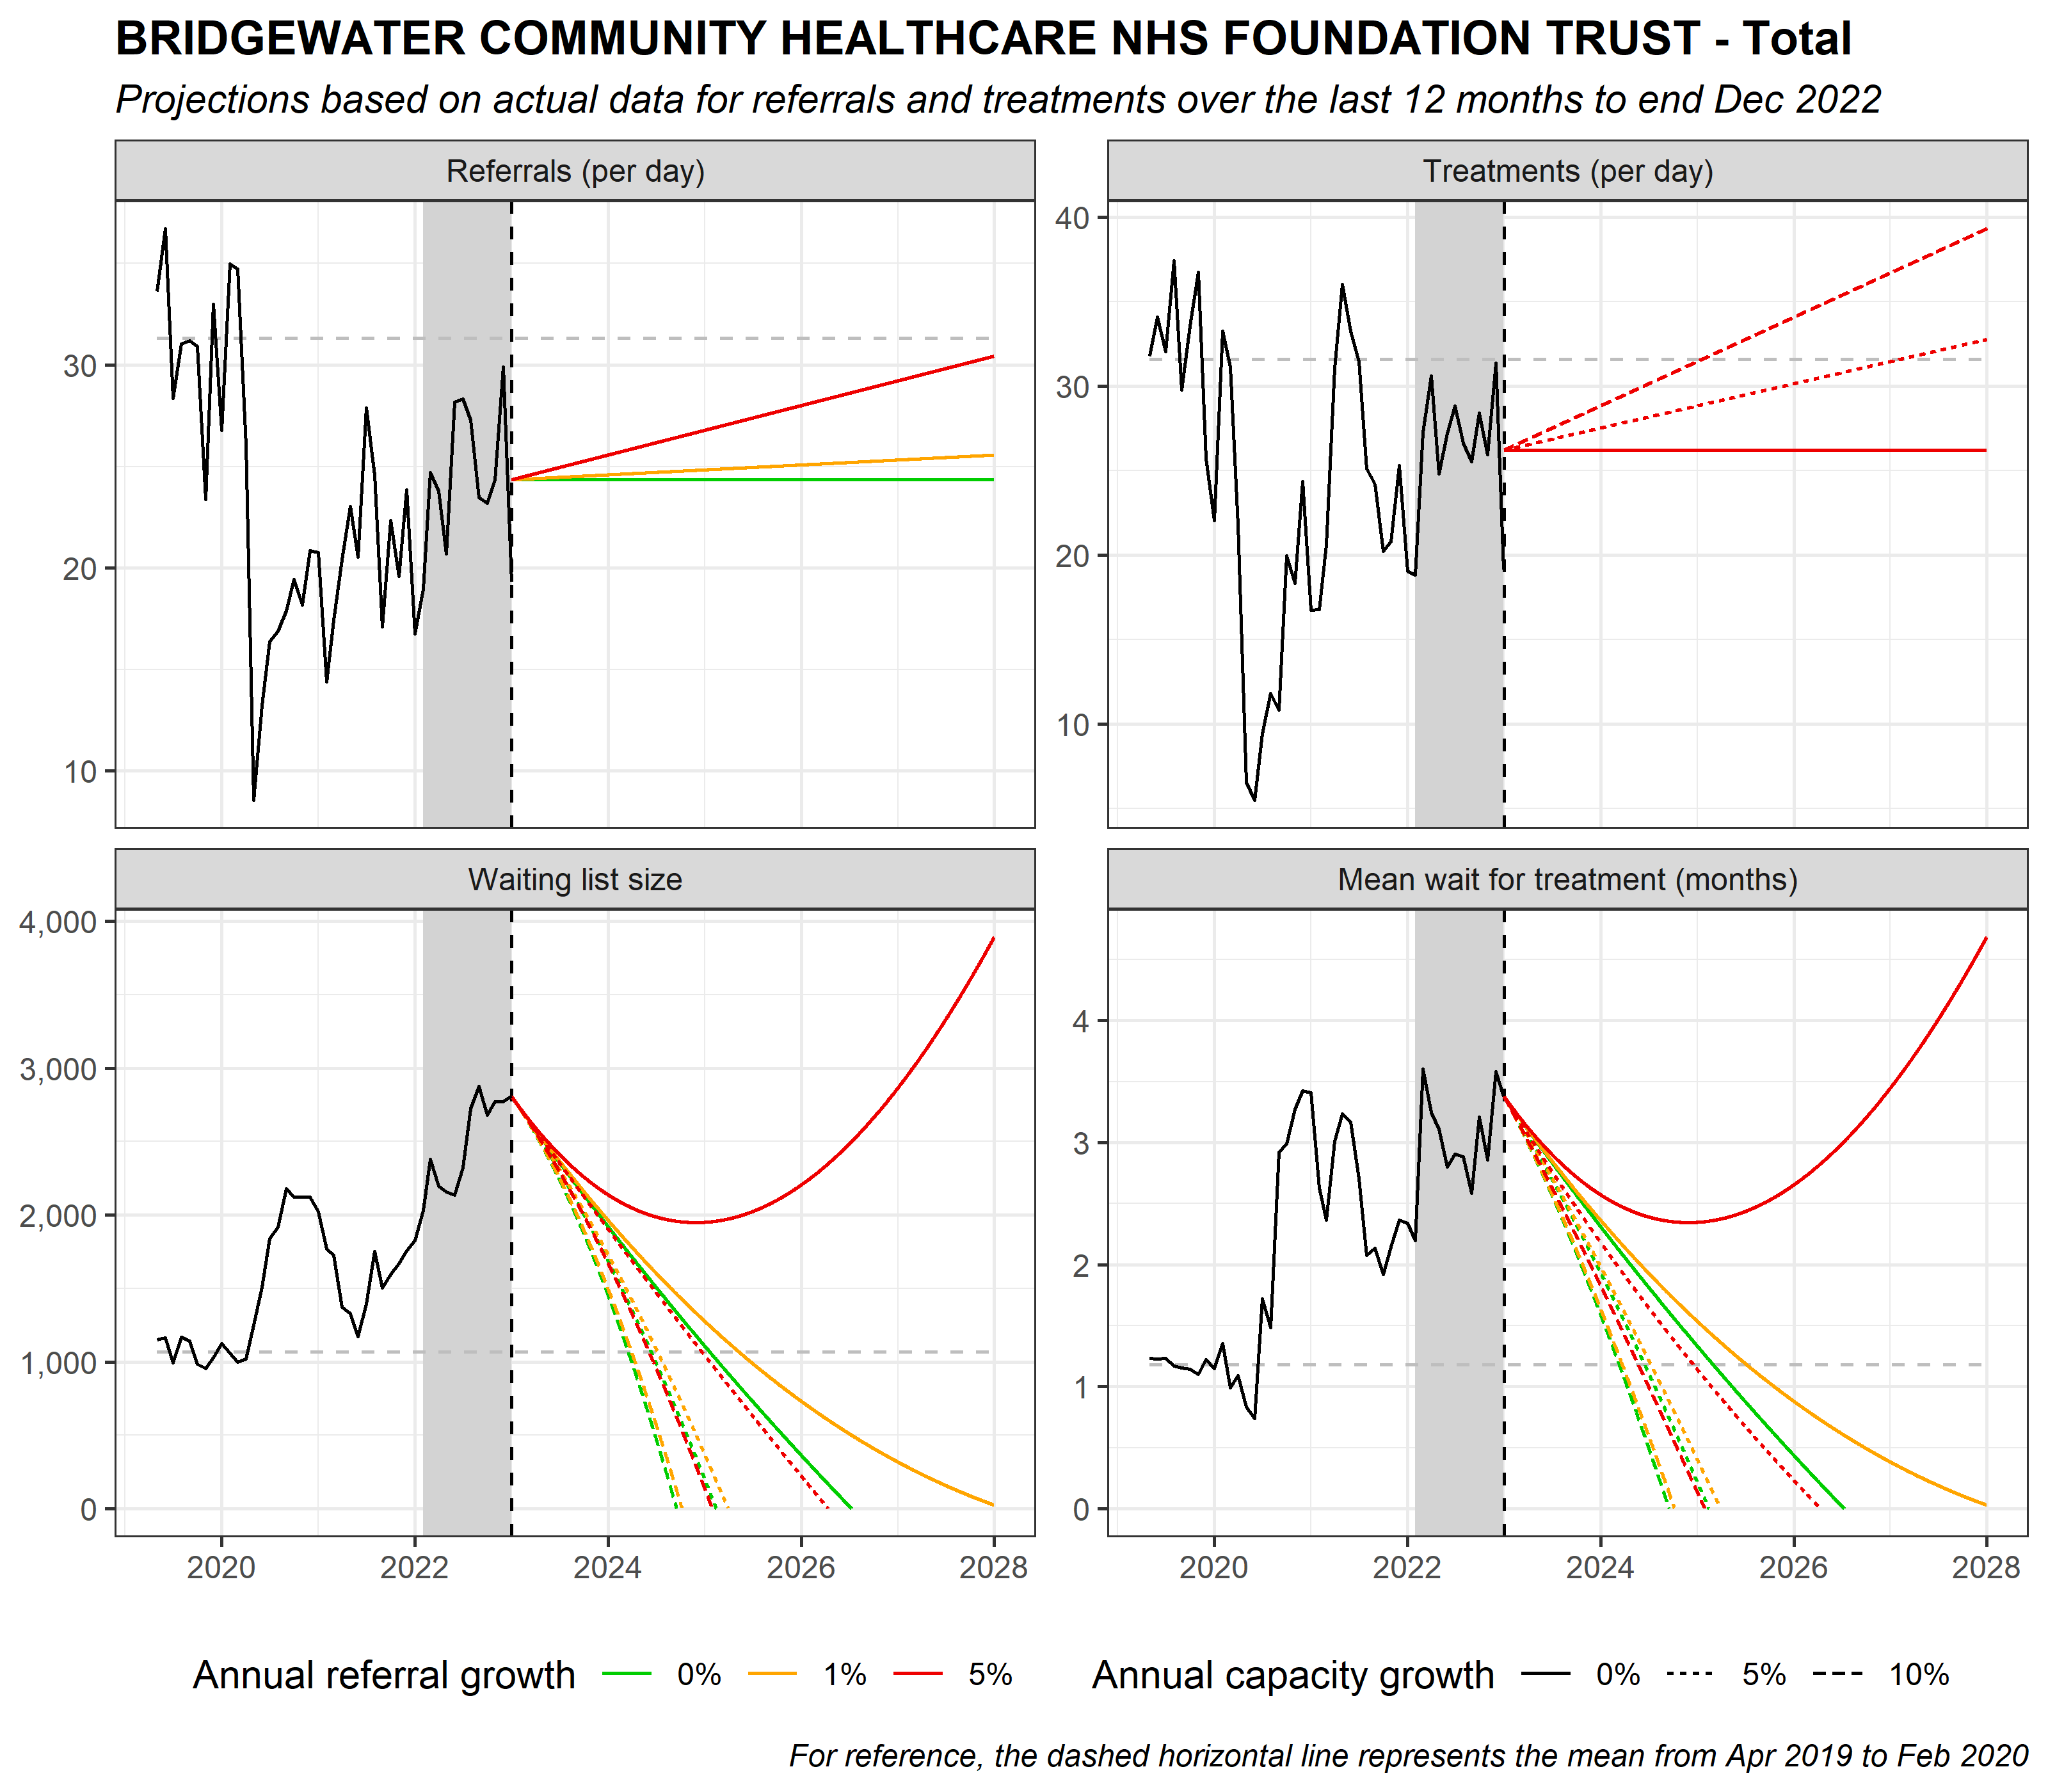 BRIDGEWATER COMMUNITY HEALTHCARE NHS FOUNDATION TRUST - Total
Projections based on actual data for referrals and treatments over the last 12 months to end Dec 2022
Referrals (per day)
30
20
10
Treatments (per day)
40
30
20
10
Waiting list size
4,000
3,000
2,000
1,000
0
2020 2022 2024 2026 2028
Mean wait for treatment (months)
4
3
2
1
0
2020 2022 2024 2026 2028
Annual referral growth 0% 1% 5%
Annual capacity growth 0% 5% 10%
For reference, the dashed horizontal line represents the mean from Apr 2019 to Feb 2020